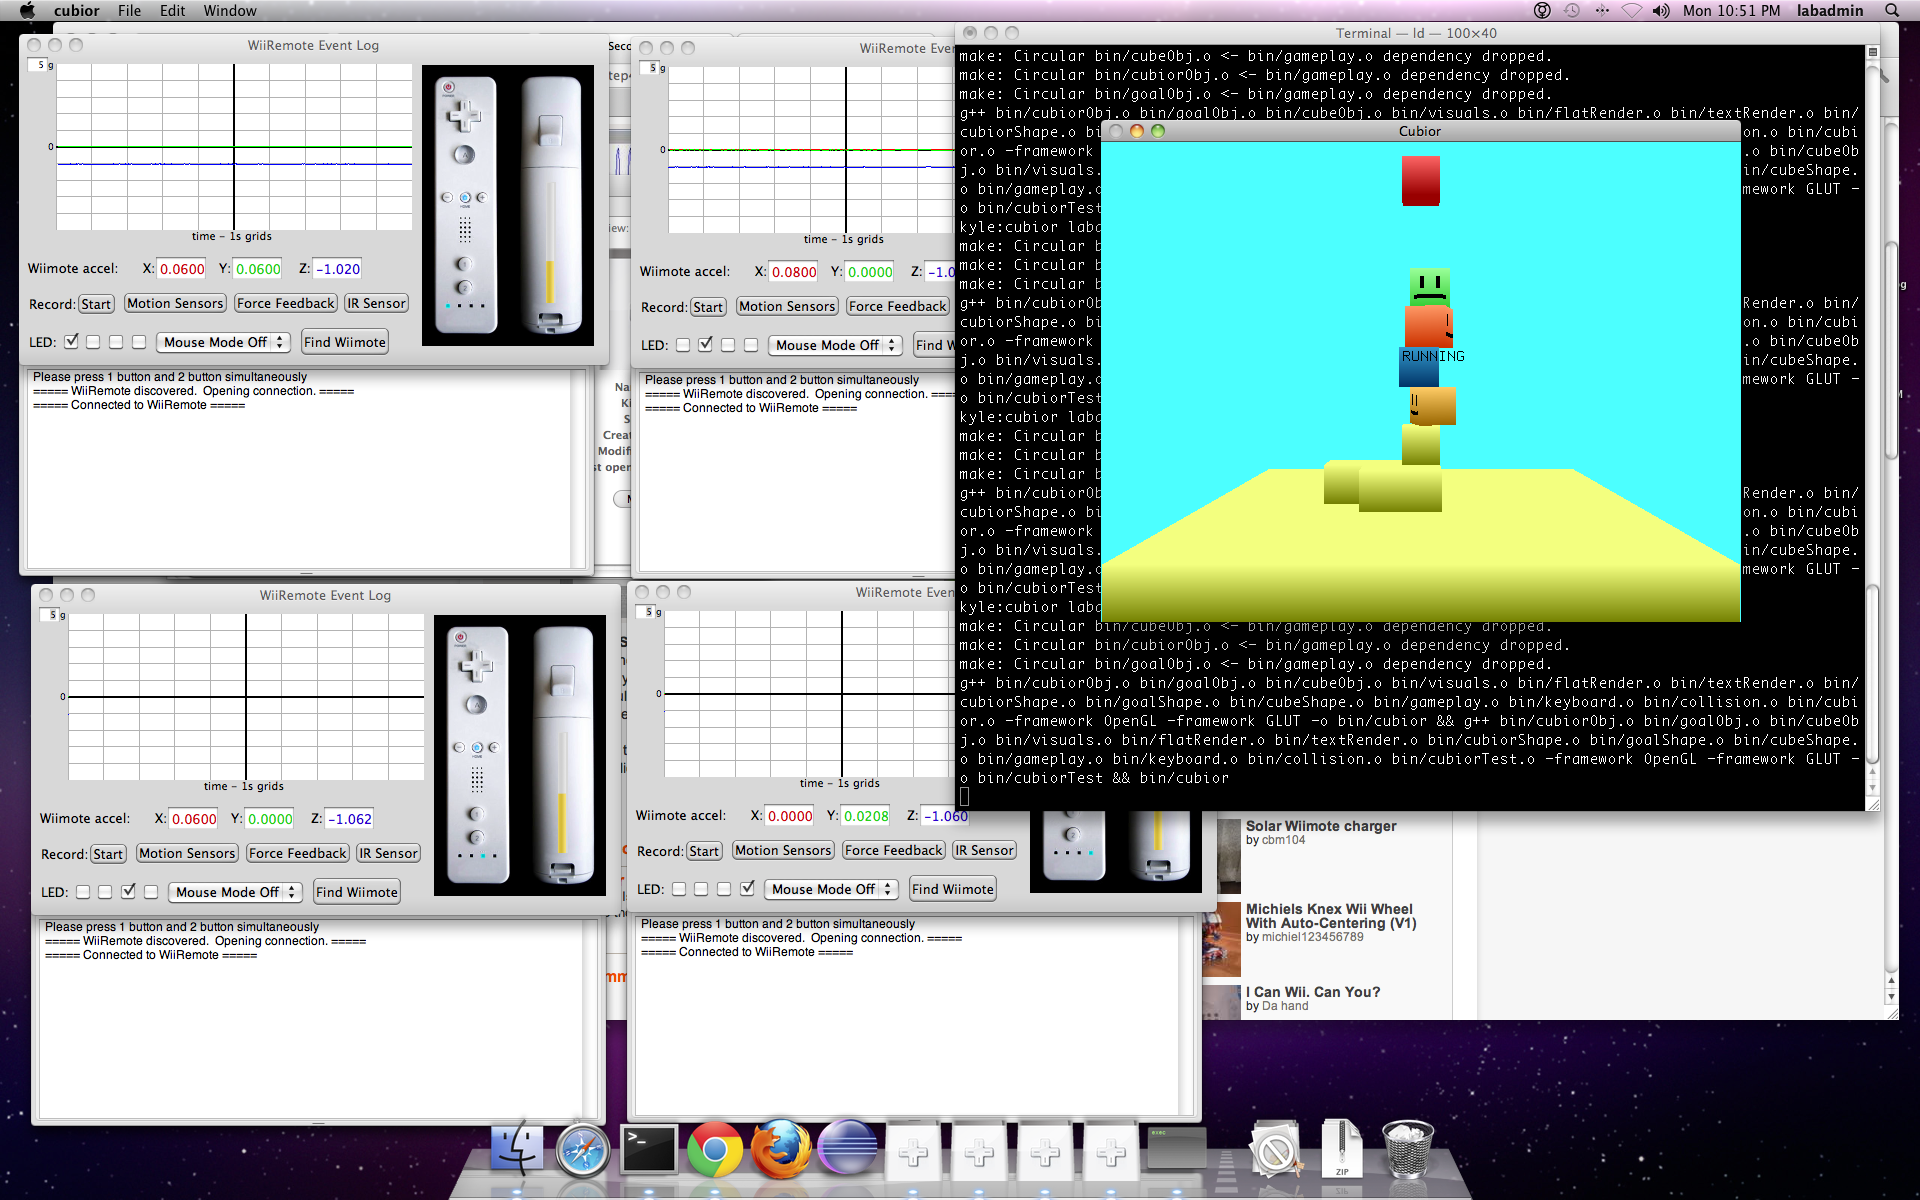 cubior File Edit Window
Mon 10:51 PM labadmin
WiiRemote Event Log
5 g
0
time - 1s grids
Wiimote accel: X: 0.0600 Y: 0.0600 Z: -1.020
Record: Start Motion Sensors Force Feedback IR Sensor
LED: Mouse Mode Off Find Wiimote
Please press 1 button and 2 button simultaneously
===== WiiRemote discovered. Opening connection. =====
===== Connected to WiiRemote =====
WiiRemote Even
5 g
0
time - 1s grids
Wiimote accel: X: 0.0800 Y: 0.0000 Z: -1.0
Record: Start Motion Sensors Force Feedback
LED: Mouse Mode Off Find W
Please press 1 button and 2 button simultaneously
===== WiiRemote discovered. Opening connection. ====
===== Connected to WiiRemote =====
WiiRemote Event Log
5 g
0
time - 1s grids
Wiimote accel: X: 0.0600 Y: 0.0000 Z: -1.062
Record: Start Motion Sensors Force Feedback IR Sensor
LED: Mouse Mode Off Find Wiimote
Please press 1 button and 2 button simultaneously
===== WiiRemote discovered. Opening connection. =====
===== Connected to WiiRemote =====
WiiRemote Even
5 g
0
time - 1s grids
Wiimote accel: X: 0.0000 Y: 0.0208 Z: -1.060
Record: Start Motion Sensors Force Feedback IR Sensor
LED: Mouse Mode Off Find Wiimote
Please press 1 button and 2 button simultaneously
===== WiiRemote discovered. Opening connection. =====
===== Connected to WiiRemote =====
Terminal — ld — 100×40
make: Circular bin/cubeObj.o <- bin/gameplay.o dependency dropped.
make: Circular bin/cubiorObj.o <- bin/gameplay.o dependency dropped.
make: Circular bin/goalObj.o <- bin/gameplay.o dependency dropped.
g++ bin/cubiorObj.o bin/goalObj.o bin/cubeObj.o bin/visuals.o bin/flatRender.o bin/textRender.o bin/
cubiorShape.o bi on.o bin/cubi
or.o -framework .o bin/cubeOb
j.o bin/visuals. in/cubeShape.
o bin/gameplay.o mework GLUT -
o bin/cubiorTest
kyle:cubior laba
make: Circular b
make: Circular b
make: Circular b
g++ bin/cubiorOb Render.o bin/
cubiorShape.o bi on.o bin/cubi
or.o -framework .o bin/cubeOb
j.o bin/visuals. in/cubeShape.
o bin/gameplay.o mework GLUT -
o bin/cubiorTest
kyle:cubior laba
make: Circular b
make: Circular b
make: Circular b
g++ bin/cubiorOb Render.o bin/
cubiorShape.o bi on.o bin/cubi
or.o -framework .o bin/cubeOb
j.o bin/visuals. in/cubeShape.
o bin/gameplay.o mework GLUT -
o bin/cubiorTest
kyle:cubior laba
make: Circular bin/cubeObj.o <- bin/gameplay.o dependency dropped.
make: Circular bin/cubiorObj.o <- bin/gameplay.o dependency dropped.
make: Circular bin/goalObj.o <- bin/gameplay.o dependency dropped.
g++ bin/cubiorObj.o bin/goalObj.o bin/cubeObj.o bin/visuals.o bin/flatRender.o bin/textRender.o bin/
cubiorShape.o bin/goalShape.o bin/cubeShape.o bin/gameplay.o bin/keyboard.o bin/collision.o bin/cubi
or.o -framework OpenGL -framework GLUT -o bin/cubior && g++ bin/cubiorObj.o bin/goalObj.o bin/cubeOb
j.o bin/visuals.o bin/flatRender.o bin/textRender.o bin/cubiorShape.o bin/goalShape.o bin/cubeShape.
o bin/gameplay.o bin/keyboard.o bin/collision.o bin/cubiorTest.o -framework OpenGL -framework GLUT -
o bin/cubiorTest && bin/cubior
Cubior
RUNNING
Solar Wiimote charger
by cbm104
Michiels Knex Wii Wheel
With Auto-Centering (V1)
by michiel123456789
I Can Wii. Can You?
by Da hand
exec
ZIP